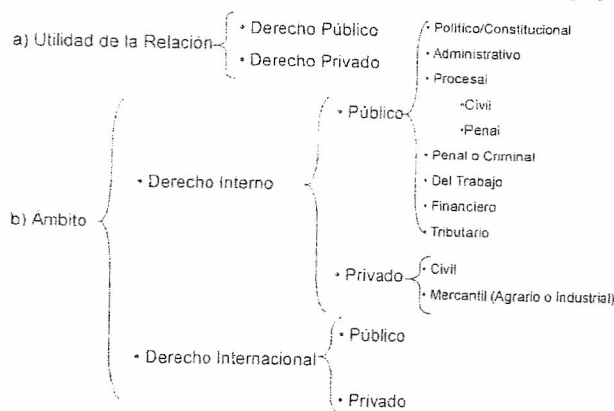 a) Utilidad de la Relación
• Derecho Público
• Derecho Privado
b) Ámbito
• Derecho Interno
• Público
• Político/Constitucional
• Administrativo
• Procesal
•Civil
•Penal
• Penal o Criminal
• Del Trabajo
• Financiero
• Tributario
• Privado
• Civil
• Mercantil (Agrario o Industrial)
• Derecho Internacional
• Público
• Privado